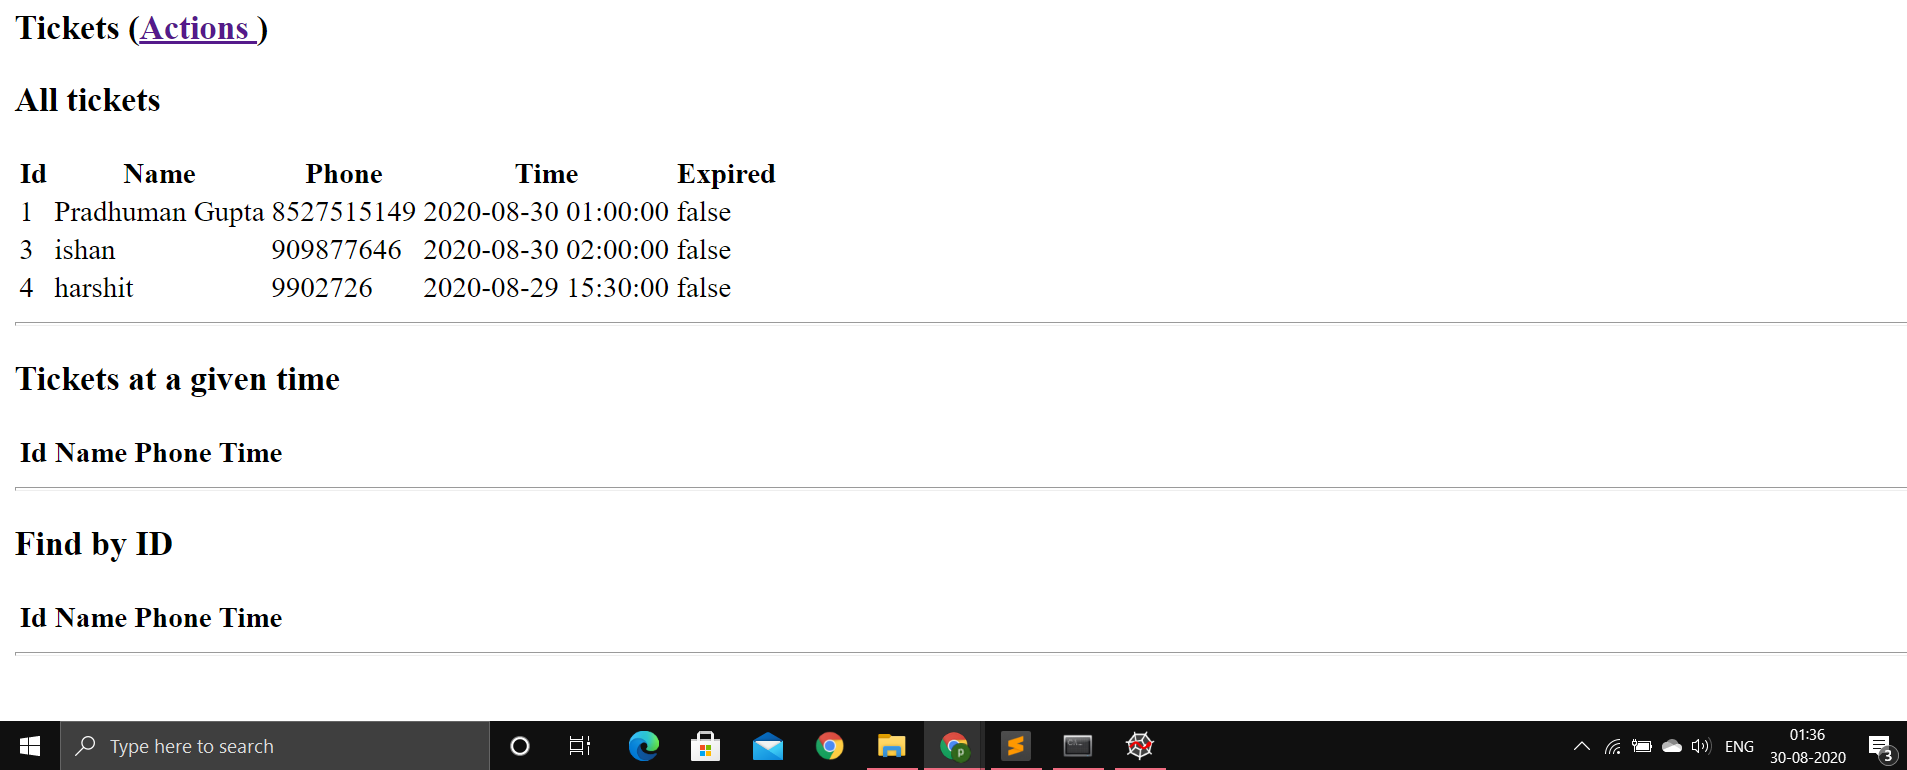 Tickets (Actions )
All tickets
Id Name Phone Time Expired
1 Pradhuman Gupta 8527515149 2020-08-30 01:00:00 false
3 ishan 909877646 2020-08-30 02:00:00 false
4 harshit 9902726 2020-08-29 15:30:00 false
Tickets at a given time
Id Name Phone Time
Find by ID
Id Name Phone Time
Type here to search
p
ENG
01:36
30-08-2020
3